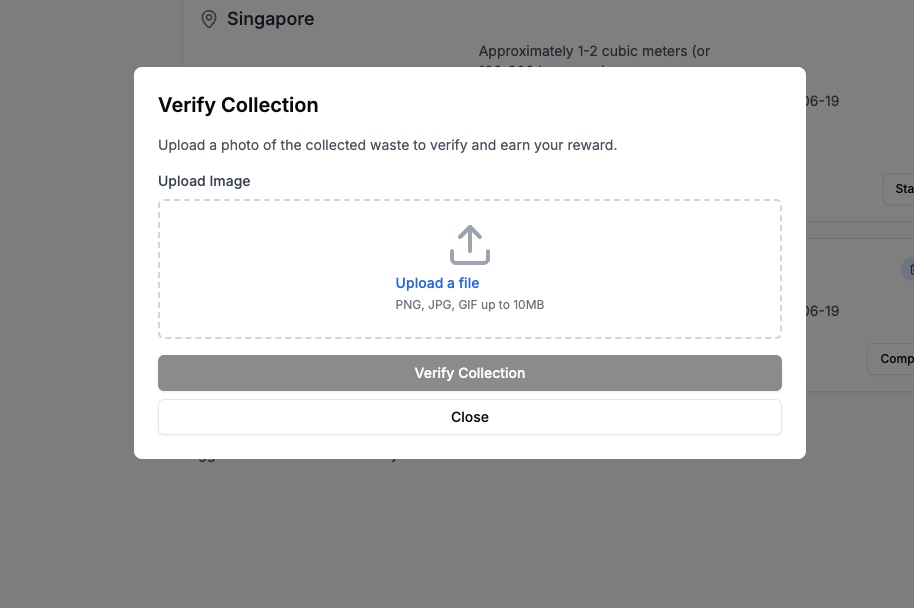 Singapore
Approximately 1-2 cubic meters (or
06-19
Verify Collection
Upload a photo of the collected waste to verify and earn your reward.
Upload Image
Upload a file
PNG, JPG, GIF up to 10MB
Verify Collection
Close
Sta
06-19
Comp